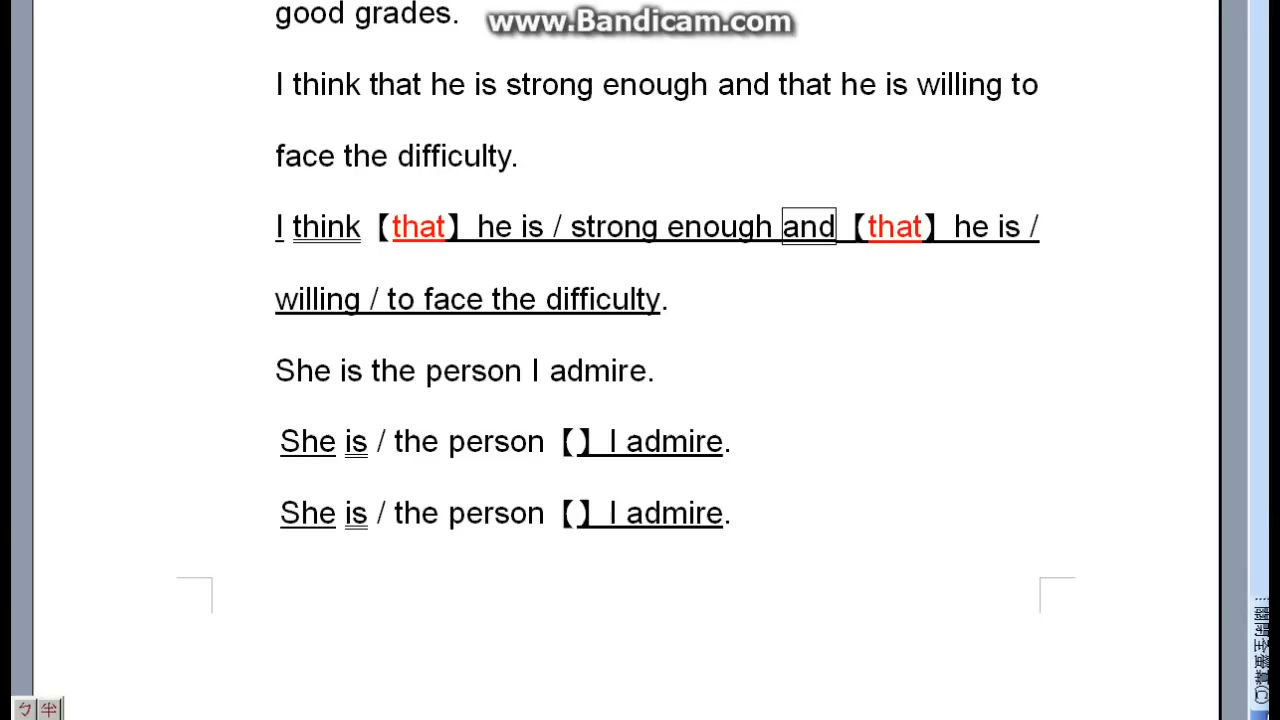 good grades.
www.Bandicam.com
I think that he is strong enough and that he is willing to
face the difficulty.
I think【that】he is / strong enough and【that】he is /
willing / to face the difficulty.
She is the person I admire.
She is / the person【】I admire.
She is / the person【】I admire.
ㄅ半